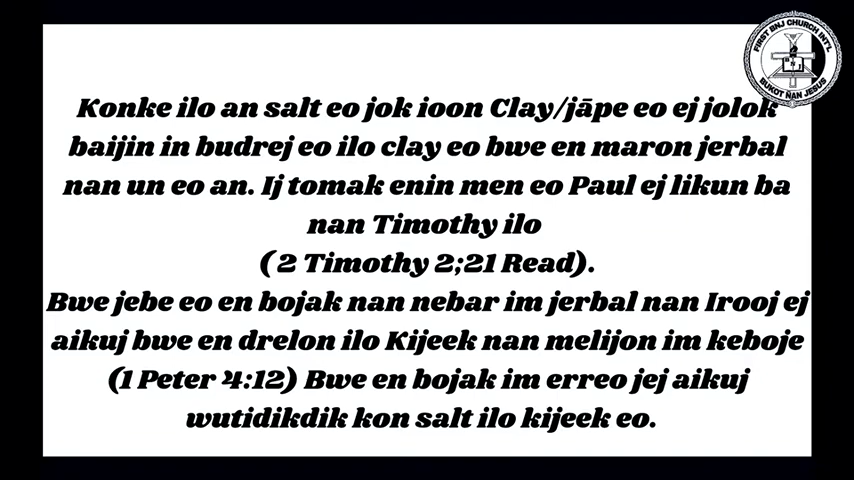 FIRST BNJ CHURCH INT'L
BUKOT ÑAN JESUS
Konke ilo an salt eo jok ioon Clay/jāpe eo ej jolok
baijin in budrej eo ilo clay eo bwe en maron jerbal
nan un eo an. Ij tomak enin men eo Paul ej likun ba
nan Timothy ilo
( 2 Timothy 2;21 Read).
Bwe jebe eo en bojak nan nebar im jerbal nan Irooj ej
aikuj bwe en drelon ilo Kijeek nan melijon im keboje
(1 Peter 4:12) Bwe en bojak im erreo jej aikuj
wutidikdik kon salt ilo kijeek eo.